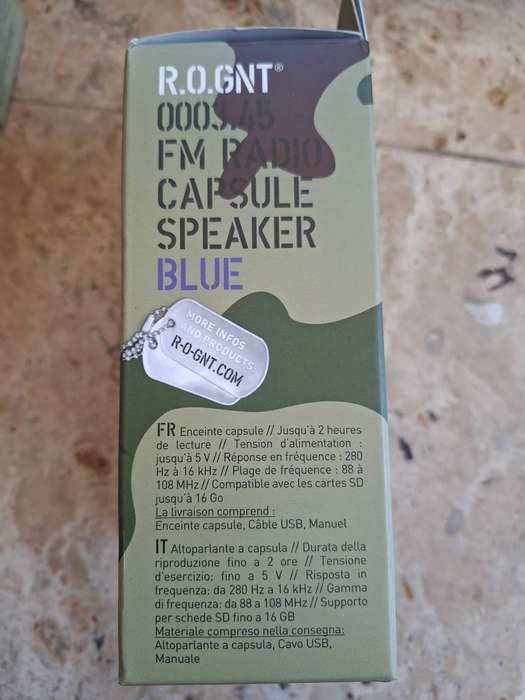 R.O.GNT®
0003.45
FM RADIO
CAPSULE
SPEAKER
BLUE
MORE INFOS
AND PRODUCTS:
R-O-GNT.COM
FR Enceinte capsule // Jusqu'à 2 heures
de lecture // Tension d'alimentation :
jusqu'à 5 V // Réponse en fréquence : 280
Hz à 16 kHz // Plage de fréquence : 88 à
108 MHz // Compatible avec les cartes SD
jusqu'à 16 Go
La livraison comprend :
Enceinte capsule, Câble USB, Manuel
IT Altoparlante a capsula // Durata della
riproduzione fino a 2 ore // Tensione
d'esercizio: fino a 5 V // Risposta in
frequenza: da 280 Hz a 16 kHz // Gamma
di frequenza: da 88 a 108 MHz // Supporto
per schede SD fino a 16 GB
Materiale compreso nella consegna:
Altoparlante a capsula, Cavo USB,
Manuale